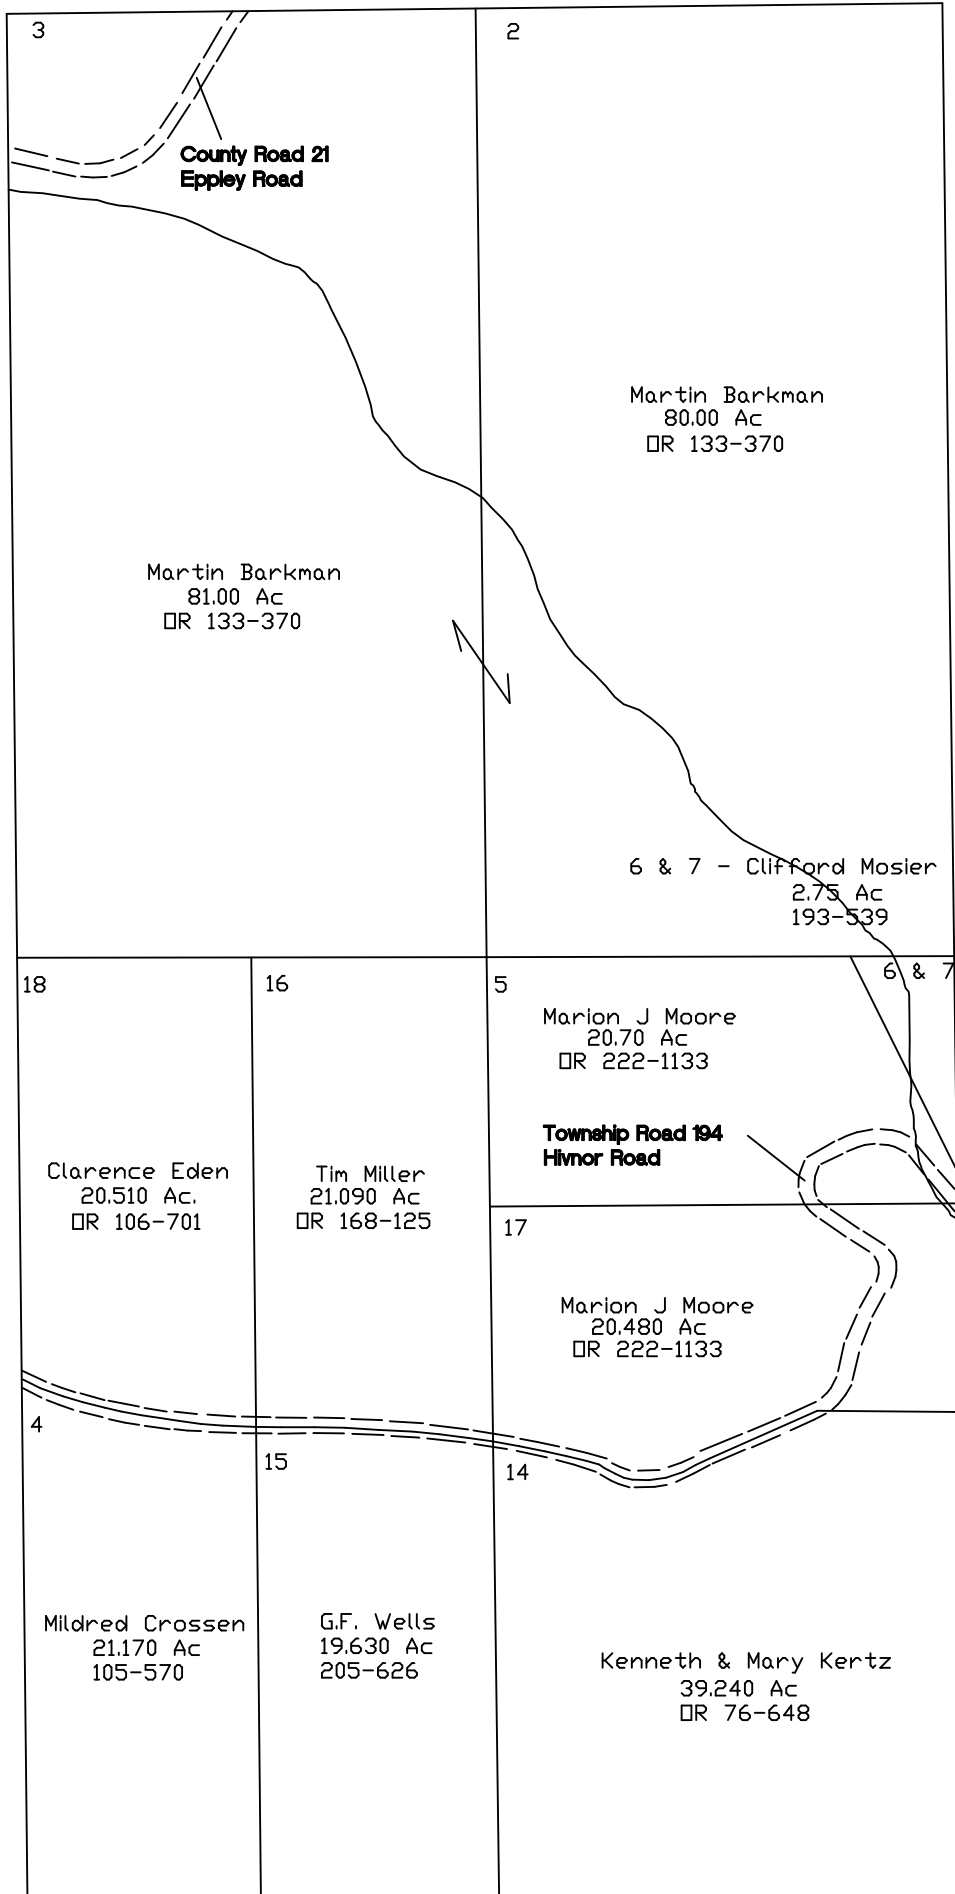 3
2
County Road 21
Eppley Road
Martin Barkman
80.00 Ac
OR 133-370
Martin Barkman
81.00 Ac
OR 133-370
6 & 7 - Clifford Mosier
2.75 Ac
193-539
6 & 7
18
16
5
Marion J Moore
20.70 Ac
OR 222-1133
Township Road 194
Hivnor Road
Clarence Eden
20.510 Ac.
OR 106-701
Tim Miller
21.090 Ac
OR 168-125
17
Marion J Moore
20.480 Ac
OR 222-1133
4
15
14
Mildred Crossen
21.170 Ac
105-570
G.F. Wells
19.630 Ac
205-626
Kenneth & Mary Kertz
39.240 Ac
OR 76-648